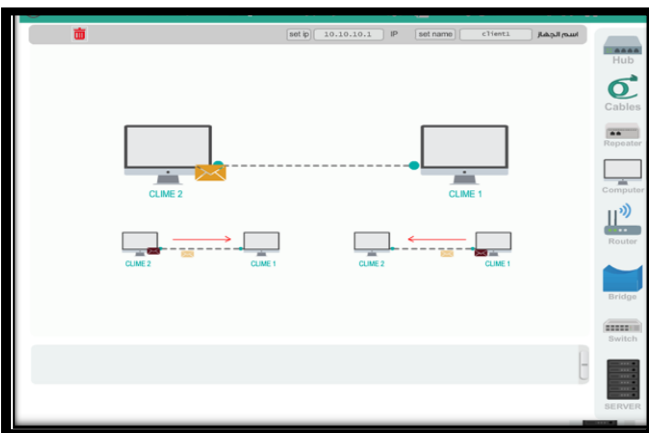 set ip 10.10.10.1 IP set name client1 اسم الجهاز
Hub
Cables
Repeater
Computer
Router
Bridge
Switch
SERVER
CLIME 2 CLIME 1
CLIME 2 CLIME 1 CLIME 2 CLIME 1